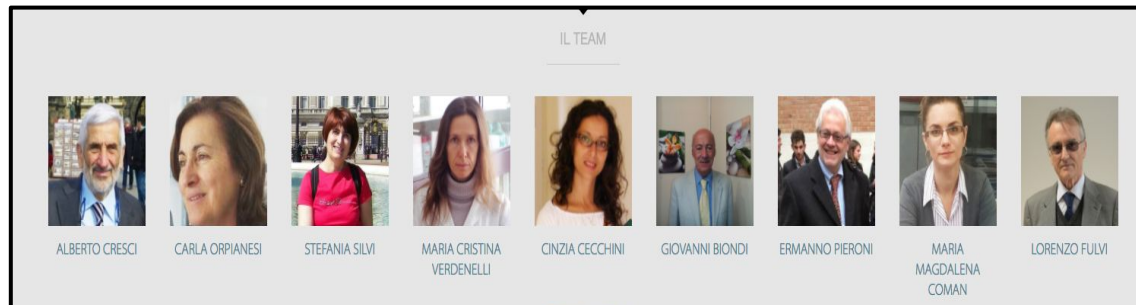 IL TEAM
ALBERTO CRESCI
CARLA ORPIANESI
STEFANIA SILVI
MARIA CRISTINA
VERDENELLI
CINZIA CECCHINI
GIOVANNI BIONDI
ERMANNO PIERONI
MARIA
MAGDALENA
COMAN
LORENZO FULVI